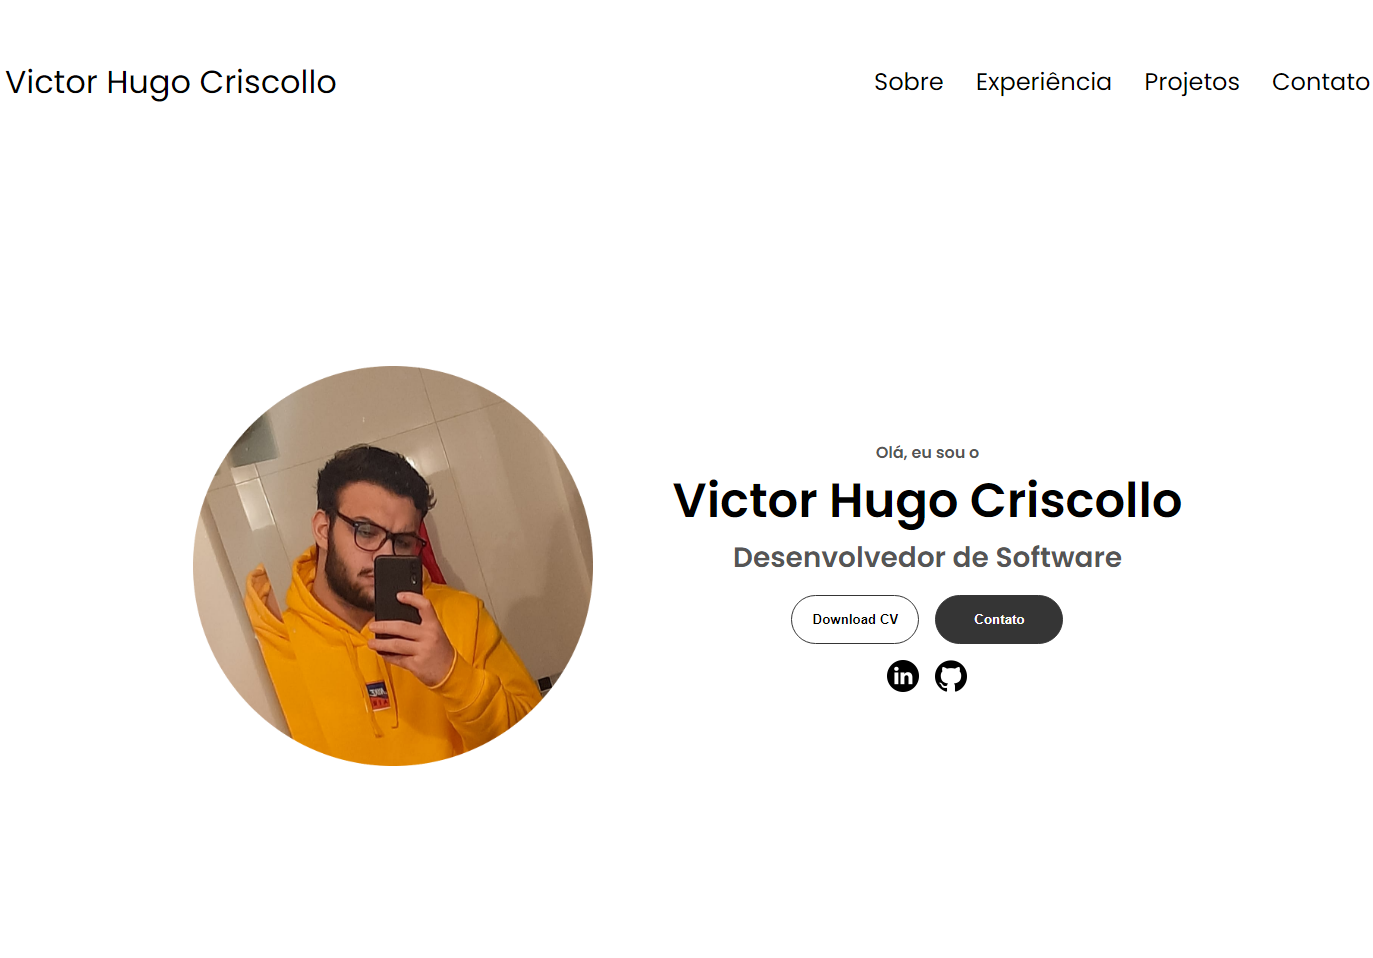 Victor Hugo Criscollo
Sobre Experiência Projetos Contato
Olá, eu sou o
Victor Hugo Criscollo
Desenvolvedor de Software
Download CV Contato
in